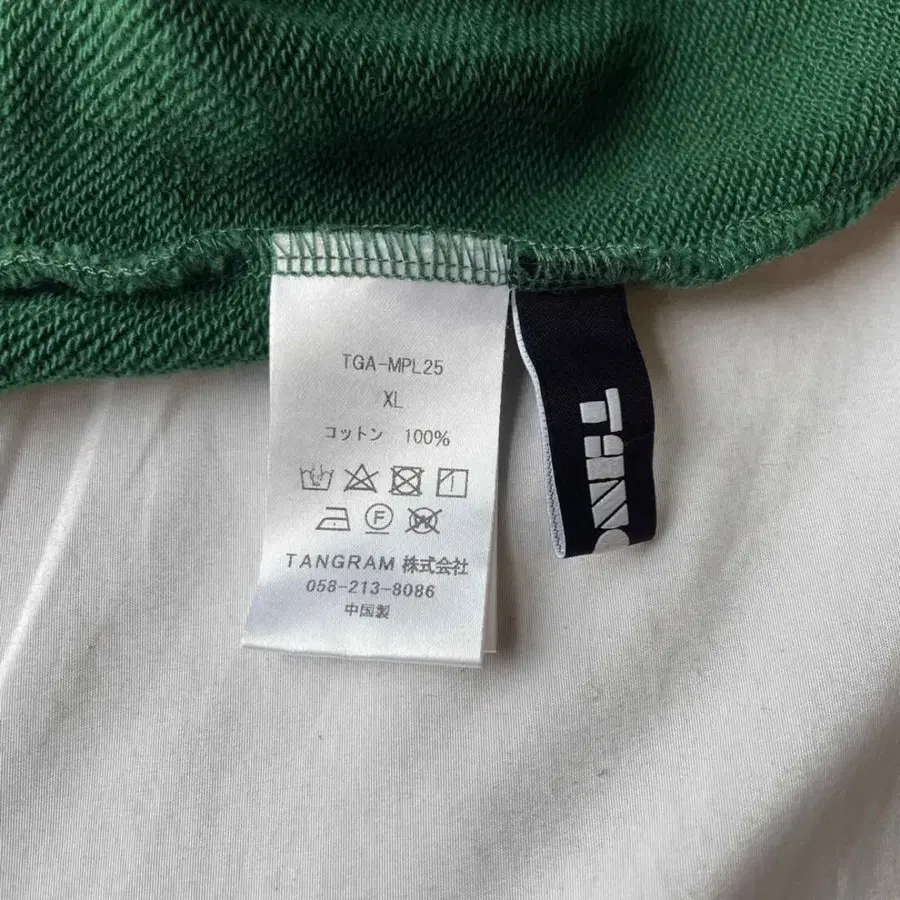 TGA-MPL25
XL
コットン 100%
F
W
TANGRAM 株式会社
058-213-8086
中国製